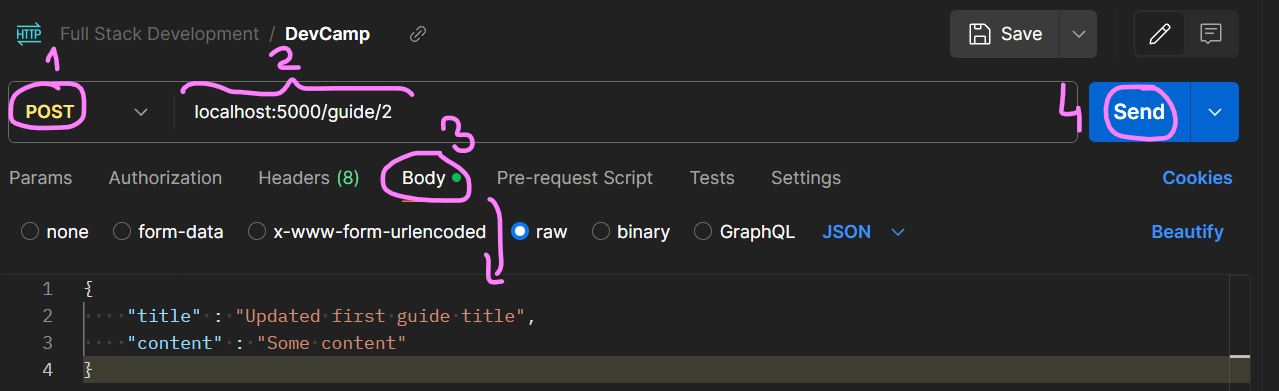 HTTP Full Stack Development / DevCamp Save
1 2
POST localhost:5000/guide/2 4 Send
3
Params Authorization Headers (8) Body Pre-request Script Tests Settings Cookies
none form-data x-www-form-urlencoded raw binary GraphQL JSON Beautify
1 {
2 "title" : "Updated first guide title",
3 "content" : "Some content"
4 }